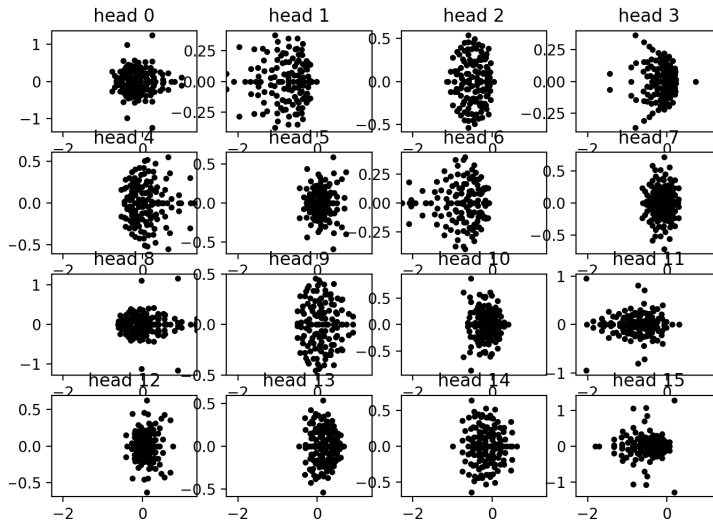 head 0 head 1 head 2 head 3
1 0.25 0.5 0.25
0 0.00 0.0 0.00
−1 −0.25 −0.5 −0.25
−2 0 −2 0 −2 0 −2 0
head 4 head 5 head 6 head 7
0.5 0.5 0.25 0.5
0.0 0.0 0.00 0.0
−0.5 −0.5 −0.25 −0.5
−2 0 −2 0 −2 0 −2 0
head 8 head 9 head 10 head 11
1 0.5 0.5 1
0 0.0 0.0 0
−1 −0.5 −0.5 −1
−2 0 −2 0 −2 0 −2 0
head 12 head 13 head 14 head 15
0.5 0.5 0.5 1
0.0 0.0 0.0 0
−0.5 −0.5 −0.5 −1
−2 0 −2 0 −2 0 −2 0